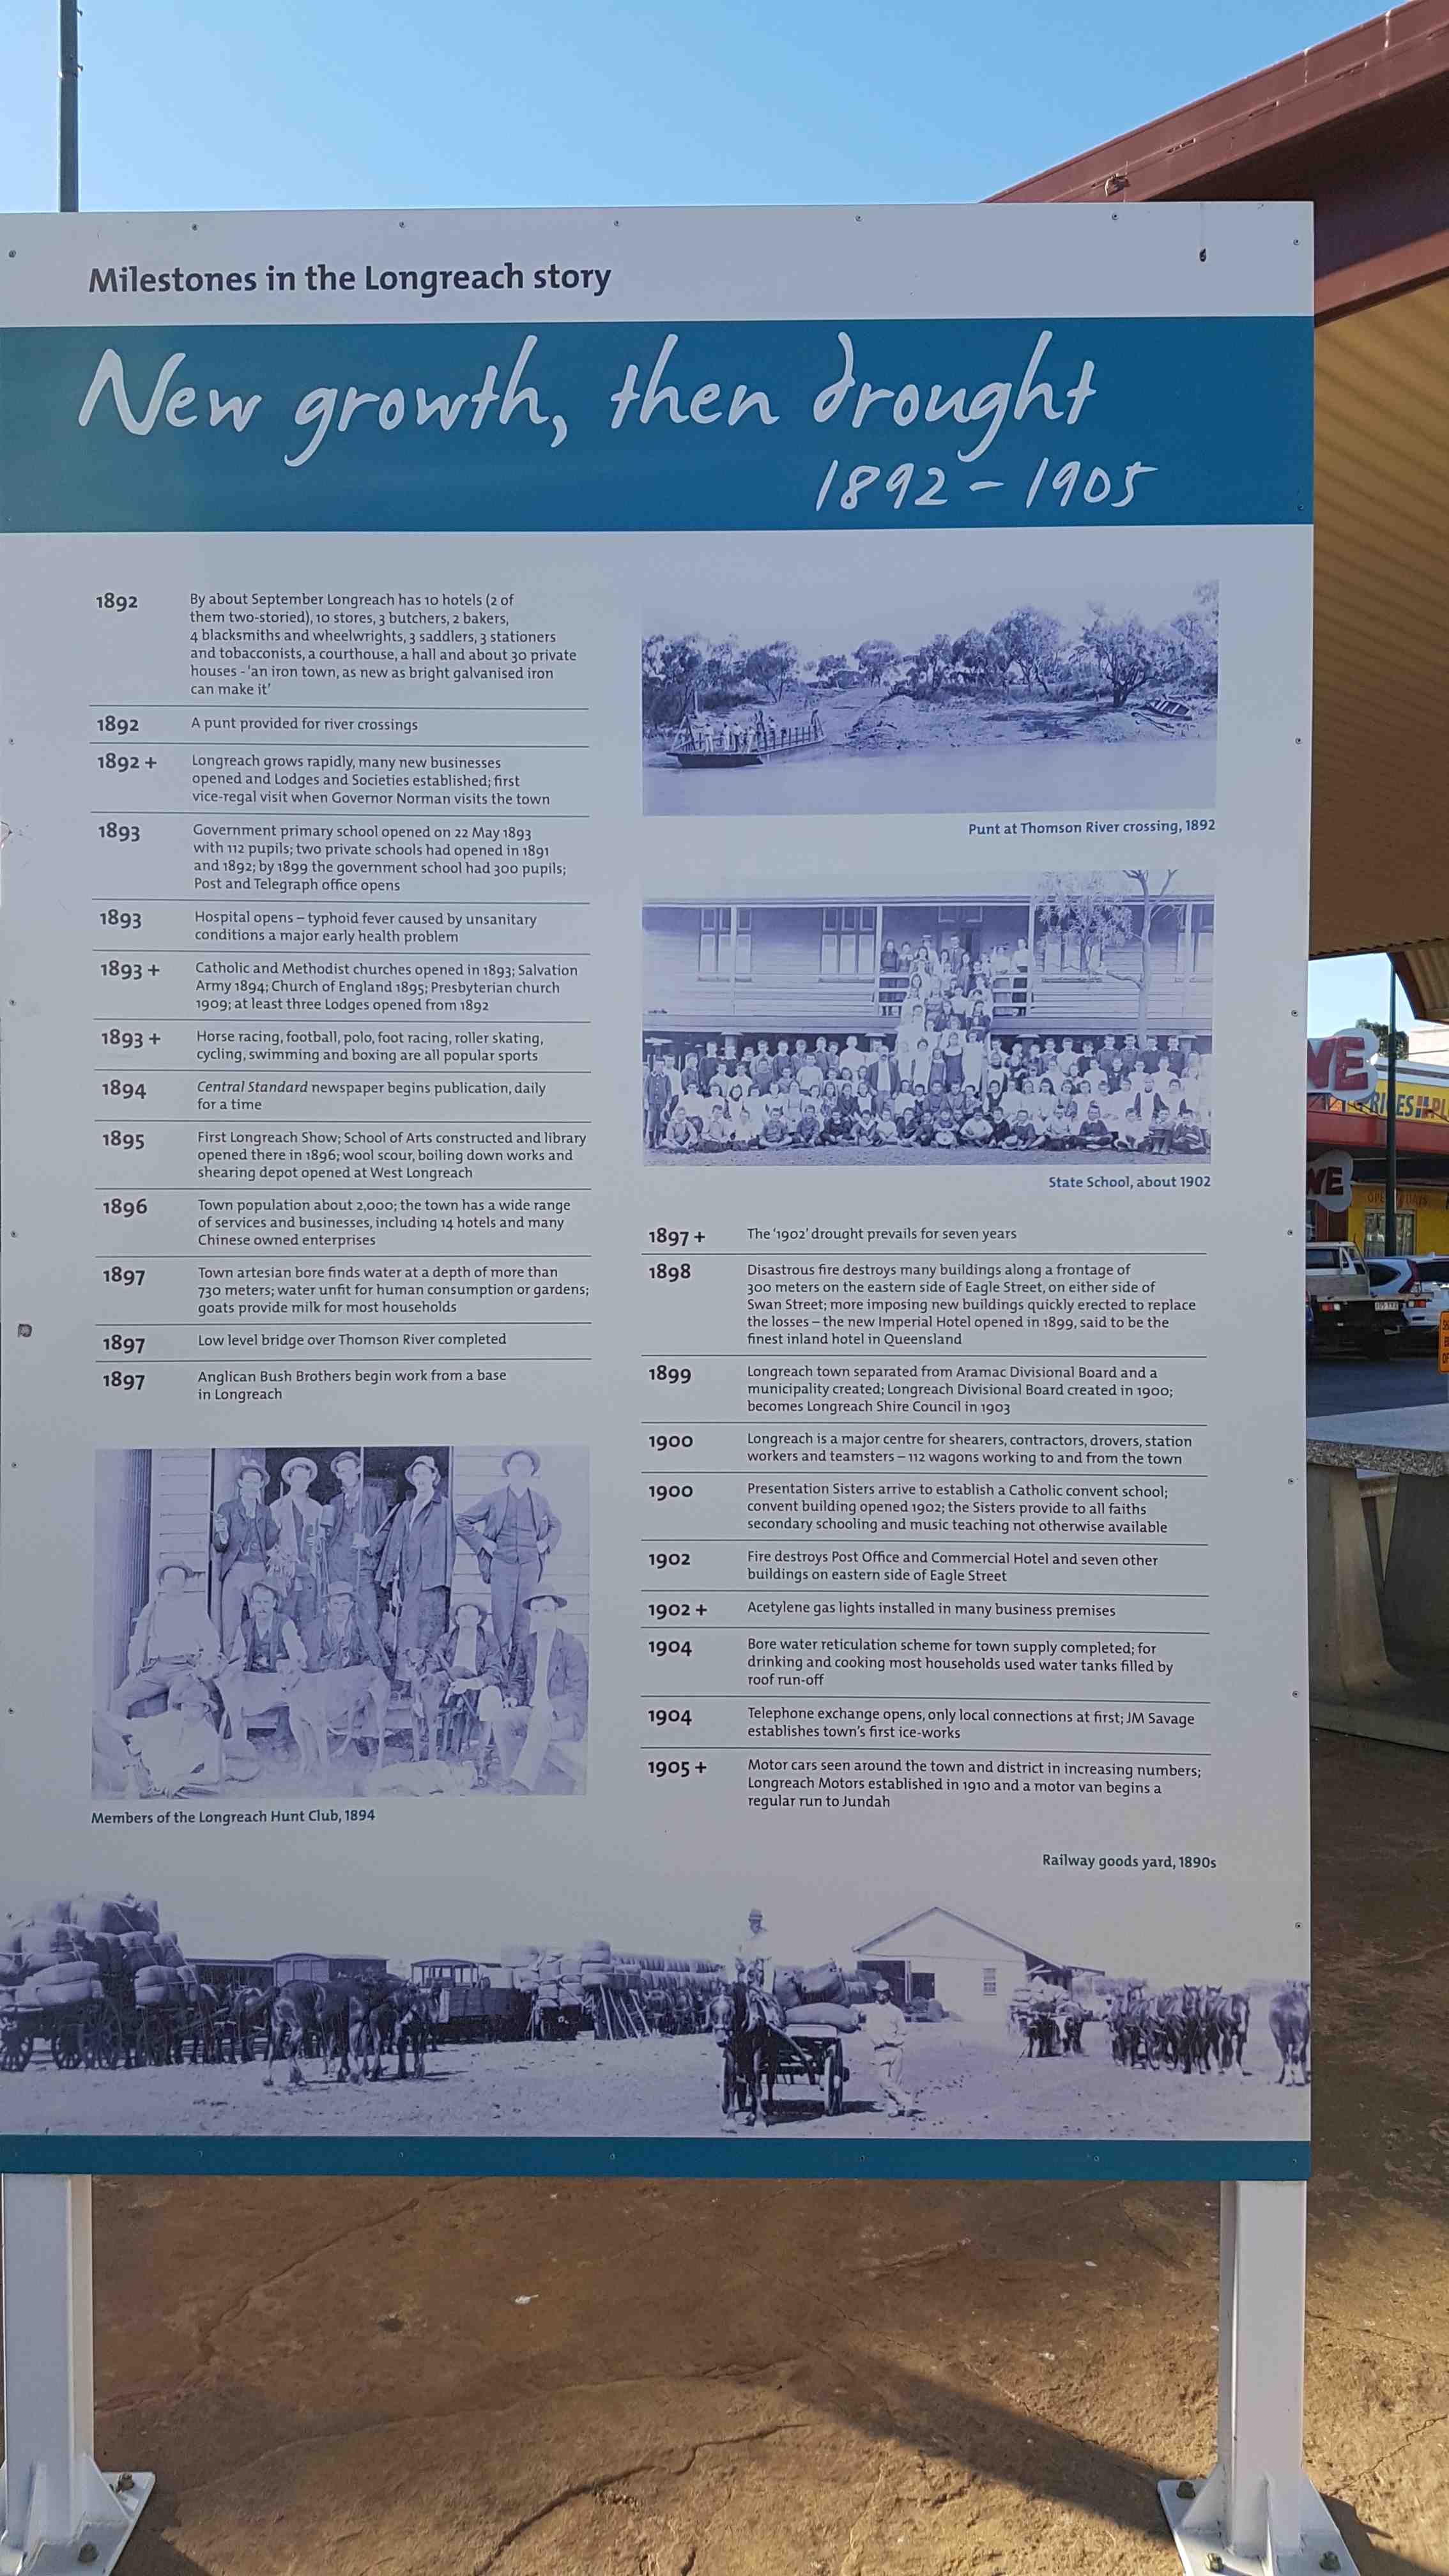 Milestones in the Longreach story
New growth, then drought
1892 - 1905
1892 By about September Longreach has 10 hotels (2 of
them two-storied), 10 stores, 3 butchers, 2 bakers,
4 blacksmiths and wheelwrights, 3 saddlers, 3 stationers
and tobacconists, a courthouse, a hall and about 30 private
houses - 'an iron town, as new as bright galvanised iron
can make it'
1892 A punt provided for river crossings
1892 + Longreach grows rapidly, many new businesses
opened and Lodges and Societies established; first
vice-regal visit when Governor Norman visits the town
1893 Government primary school opened on 22 May 1893
with 112 pupils; two private schools had opened in 1891
and 1892; by 1899 the government school had 300 pupils;
Post and Telegraph office opens
1893 Hospital opens – typhoid fever caused by unsanitary
conditions a major early health problem
1893 + Catholic and Methodist churches opened in 1893; Salvation
Army 1894; Church of England 1895; Presbyterian church
1909; at least three Lodges opened from 1892
1893 + Horse racing, football, polo, foot racing, roller skating,
cycling, swimming and boxing are all popular sports
1894 Central Standard newspaper begins publication, daily
for a time
1895 First Longreach Show; School of Arts constructed and library
opened there in 1896; wool scour, boiling down works and
shearing depot opened at West Longreach
1896 Town population about 2,000; the town has a wide range
of services and businesses, including 14 hotels and many
Chinese owned enterprises
1897 Town artesian bore finds water at a depth of more than
730 meters; water unfit for human consumption or gardens;
goats provide milk for most households
1897 Low level bridge over Thomson River completed
1897 Anglican Bush Brothers begin work from a base
in Longreach
Members of the Longreach Hunt Club, 1894
Punt at Thomson River crossing, 1892
State School, about 1902
1897 + The '1902' drought prevails for seven years
1898 Disastrous fire destroys many buildings along a frontage of
300 meters on the eastern side of Eagle Street, on either side of
Swan Street; more imposing new buildings quickly erected to replace
the losses – the new Imperial Hotel opened in 1899, said to be the
finest inland hotel in Queensland
1899 Longreach town separated from Aramac Divisional Board and a
municipality created; Longreach Divisional Board created in 1900;
becomes Longreach Shire Council in 1903
1900 Longreach is a major centre for shearers, contractors, drovers, station
workers and teamsters – 112 wagons working to and from the town
1900 Presentation Sisters arrive to establish a Catholic convent school;
convent building opened 1902; the Sisters provide to all faiths
secondary schooling and music teaching not otherwise available
1902 Fire destroys Post Office and Commercial Hotel and seven other
buildings on eastern side of Eagle Street
1902 + Acetylene gas lights installed in many business premises
1904 Bore water reticulation scheme for town supply completed; for
drinking and cooking most households used water tanks filled by
roof run-off
1904 Telephone exchange opens, only local connections at first; JM Savage
establishes town's first ice-works
1905 + Motor cars seen around the town and district in increasing numbers;
Longreach Motors established in 1910 and a motor van begins a
regular run to Jundah
Railway goods yard, 1890s